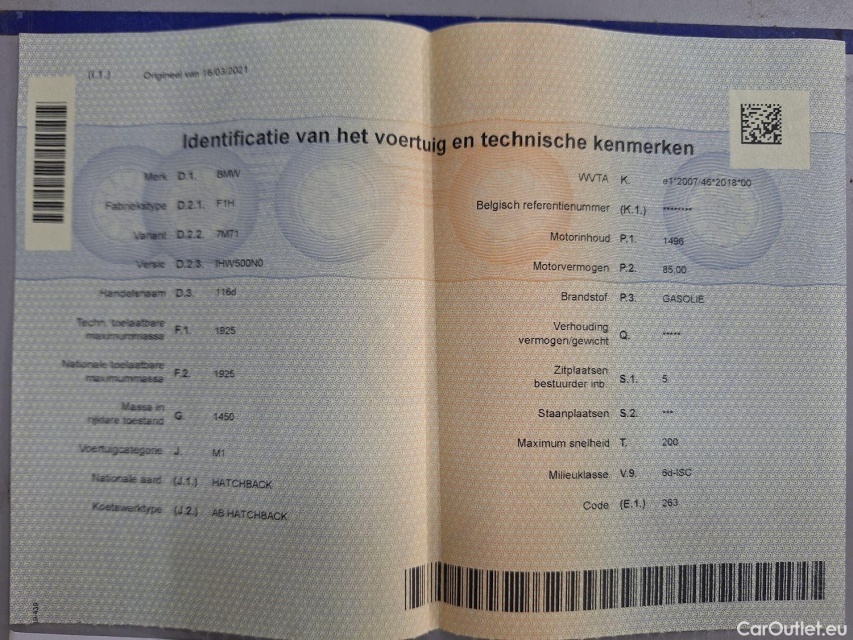 (I.1.) Origineel van 16/03/2021
Identificatie van het voertuig en technische kenmerken
Merk D.1. BMW
Fabriekstype D.2.1. F1H
Variant D.2.2. 7M71
Versie D.2.3. IHW500N0
Handelsnaam D.3. 116d
Techn. toelaatbare
maximummassa F.1. 1925
Nationale toelaatbare
maximummassa F.2. 1925
Massa in
rijklare toestand G. 1450
Voertuigcategorie J. M1
Nationale aard (J.1.) HATCHBACK
Koetswerktype (J.2.) AB HATCHBACK
WVTA K. e1*2007/46*2018*00
Belgisch referentienummer (K.1.) ********
Motorinhoud P.1. 1496
Motorvermogen P.2. 85,00
Brandstof P.3. GASOLIE
Verhouding
vermogen/gewicht Q. *****
Zitplaatsen
bestuurder inb. S.1. 5
Staanplaatsen S.2. ***
Maximum snelheid T. 200
Milieuklasse V.9. 6d-ISC
Code (E.1.) 263
CarOutlet.eu